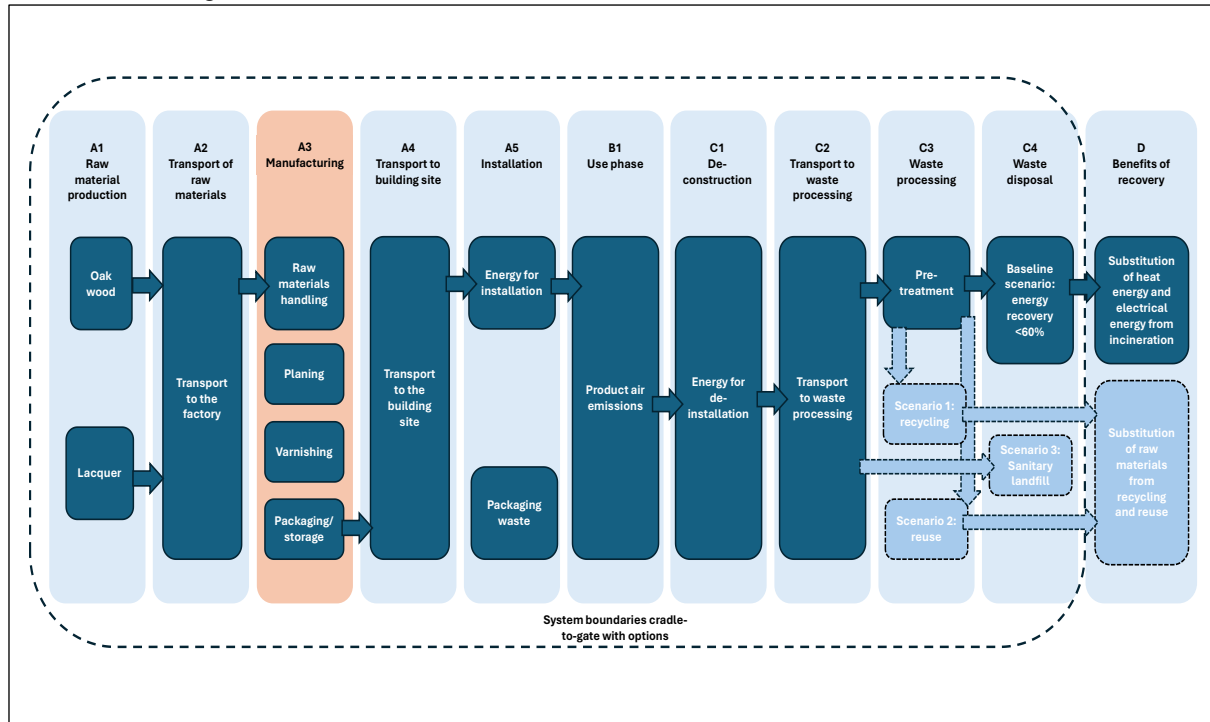 A1
Raw
material
production
A2
Transport of
raw
materials
A3
Manufacturing
A4
Transport to
building site
A5
Installation
B1
Use phase
C1
De-
construction
C2
Transport to
waste
processing
C3
Waste
processing
C4
Waste
disposal
D
Benefits of
recovery
Oak
wood
Lacquer
Transport to
the factory
Raw
materials
handling
Planing
Varnishing
Packaging/
storage
Transport
to the
building
site
Energy for
installation
Packaging
waste
Product air
emissions
Energy for
de-
installation
Transport
to waste
processing
Pre-
treatment
Scenario 1:
recycling
Scenario 2:
reuse
Baseline
scenario:
energy
recovery
<60%
Scenario 3:
Sanitary
landfill
Substitution
of heat
energy and
electrical
energy from
incineration
Substitution
of raw
materials
from
recycling
and reuse
System boundaries cradle-
to-gate with options